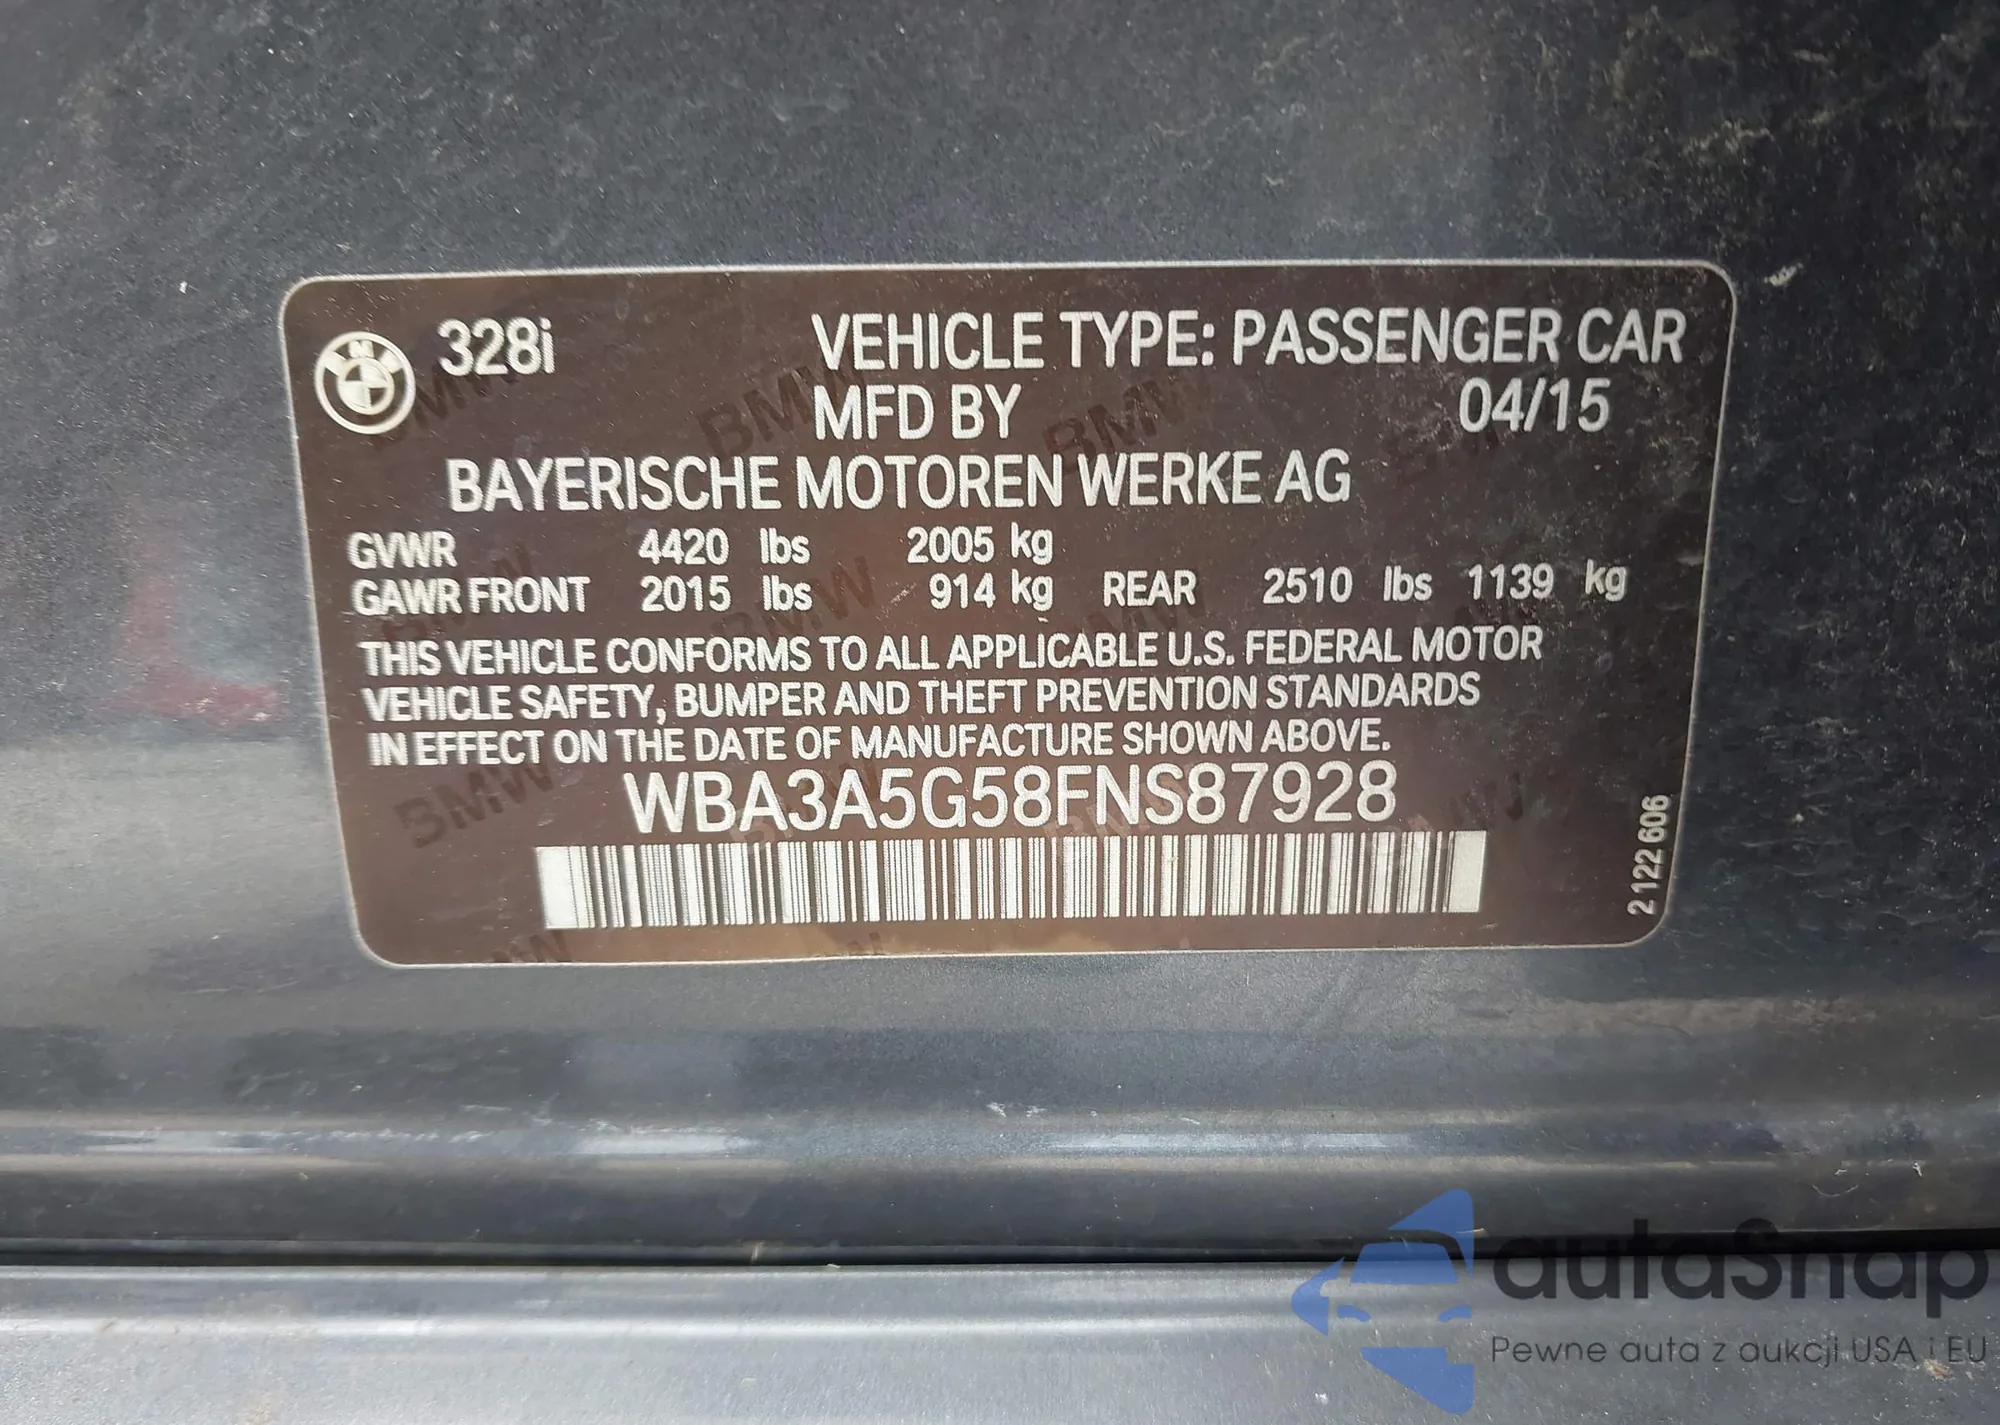 328i VEHICLE TYPE: PASSENGER CAR
MFD BY 04/15
BAYERISCHE MOTOREN WERKE AG
GVWR 4420 lbs 2005 kg
GAWR FRONT 2015 lbs 914 kg REAR 2510 lbs 1139 kg
THIS VEHICLE CONFORMS TO ALL APPLICABLE U.S. FEDERAL MOTOR
VEHICLE SAFETY, BUMPER AND THEFT PREVENTION STANDARDS
IN EFFECT ON THE DATE OF MANUFACTURE SHOWN ABOVE.
WBA3A5G58FNS87928
2 122 606
autoSnap
Pewne auta z aukcji USA i EU